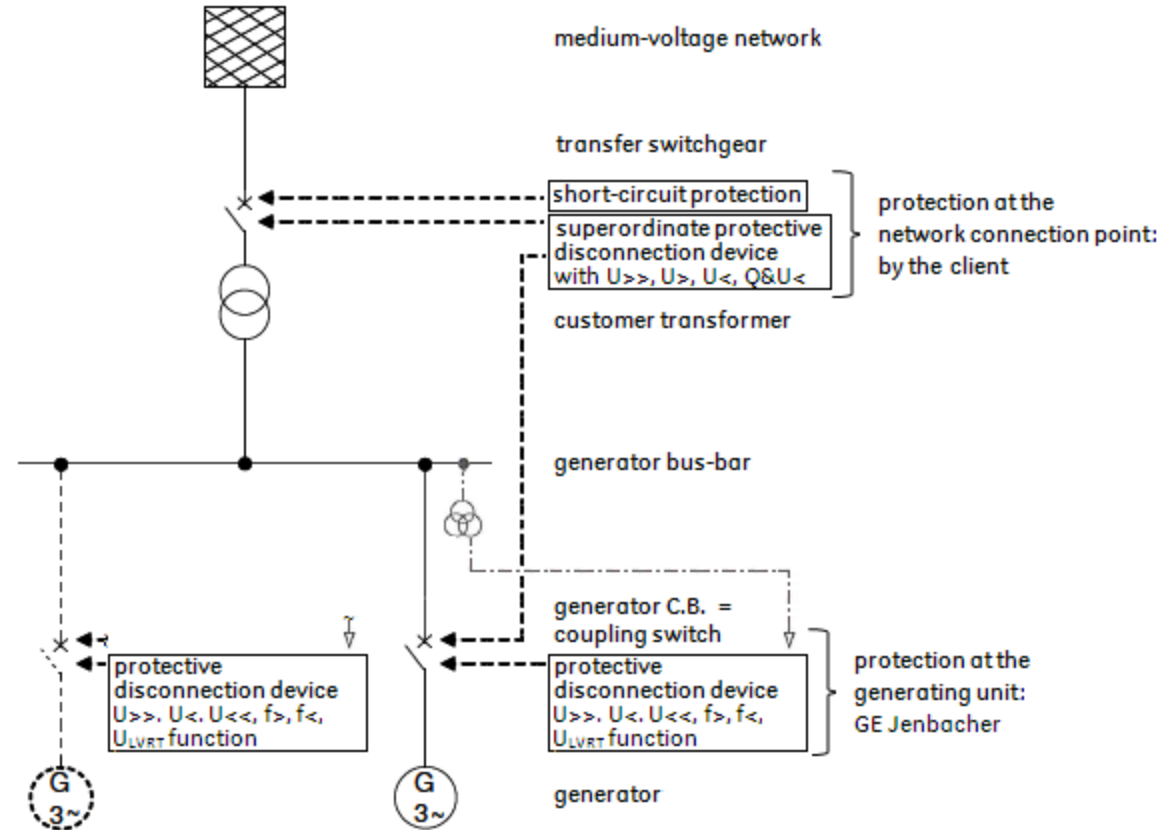 medium-voltage network
transfer switchgear
short-circuit protection
superordinate protective
disconnection device
with U>>, U>, U<, Q&U<
protection at the
network connection point:
by the client
customer transformer
generator bus-bar
generator C.B. =
coupling switch
protective
disconnection device
U>>. U<. U<<, f>, f<,
ULVRT function
protective
disconnection device
U>>. U<. U<<, f>, f<,
ULVRT function
protection at the
generating unit:
GE Jenbacher
G
3~
G
3~
generator